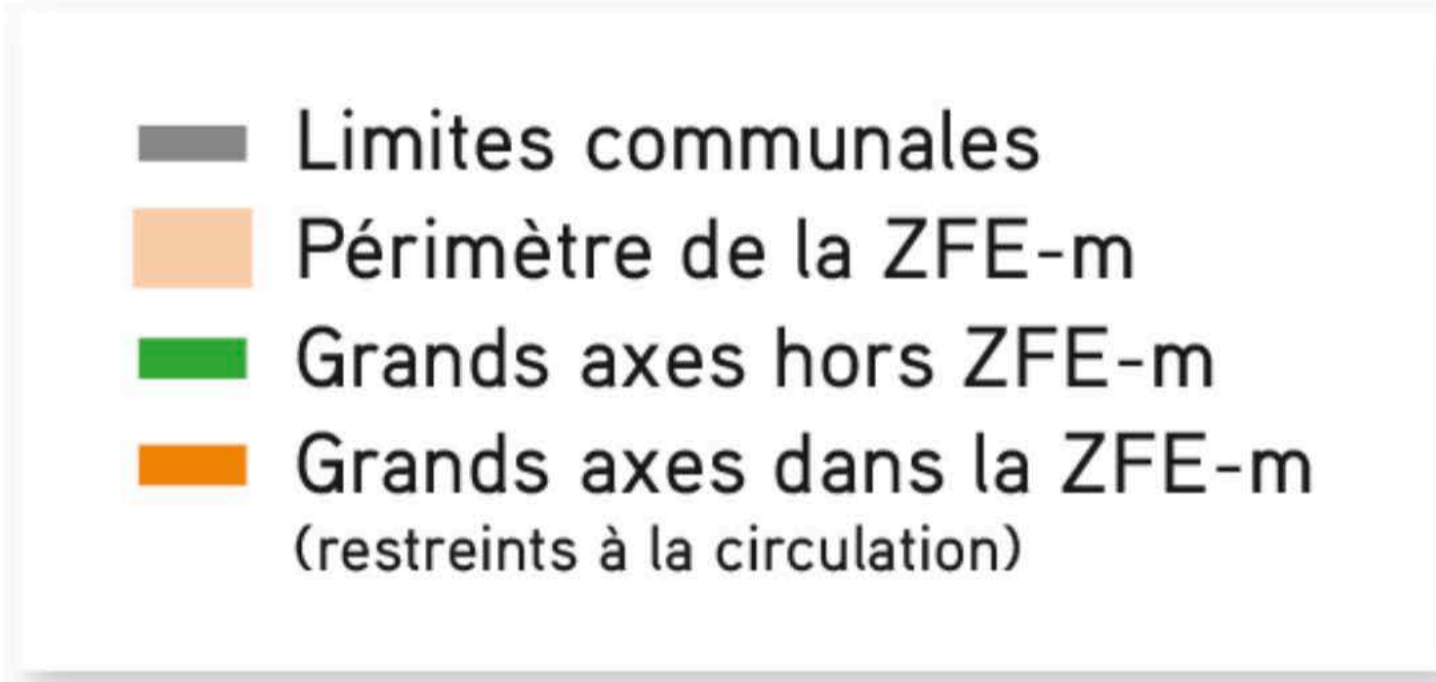 Limites communales
Périmètre de la ZFE-m
Grands axes hors ZFE-m
Grands axes dans la ZFE-m
(restreints à la circulation)